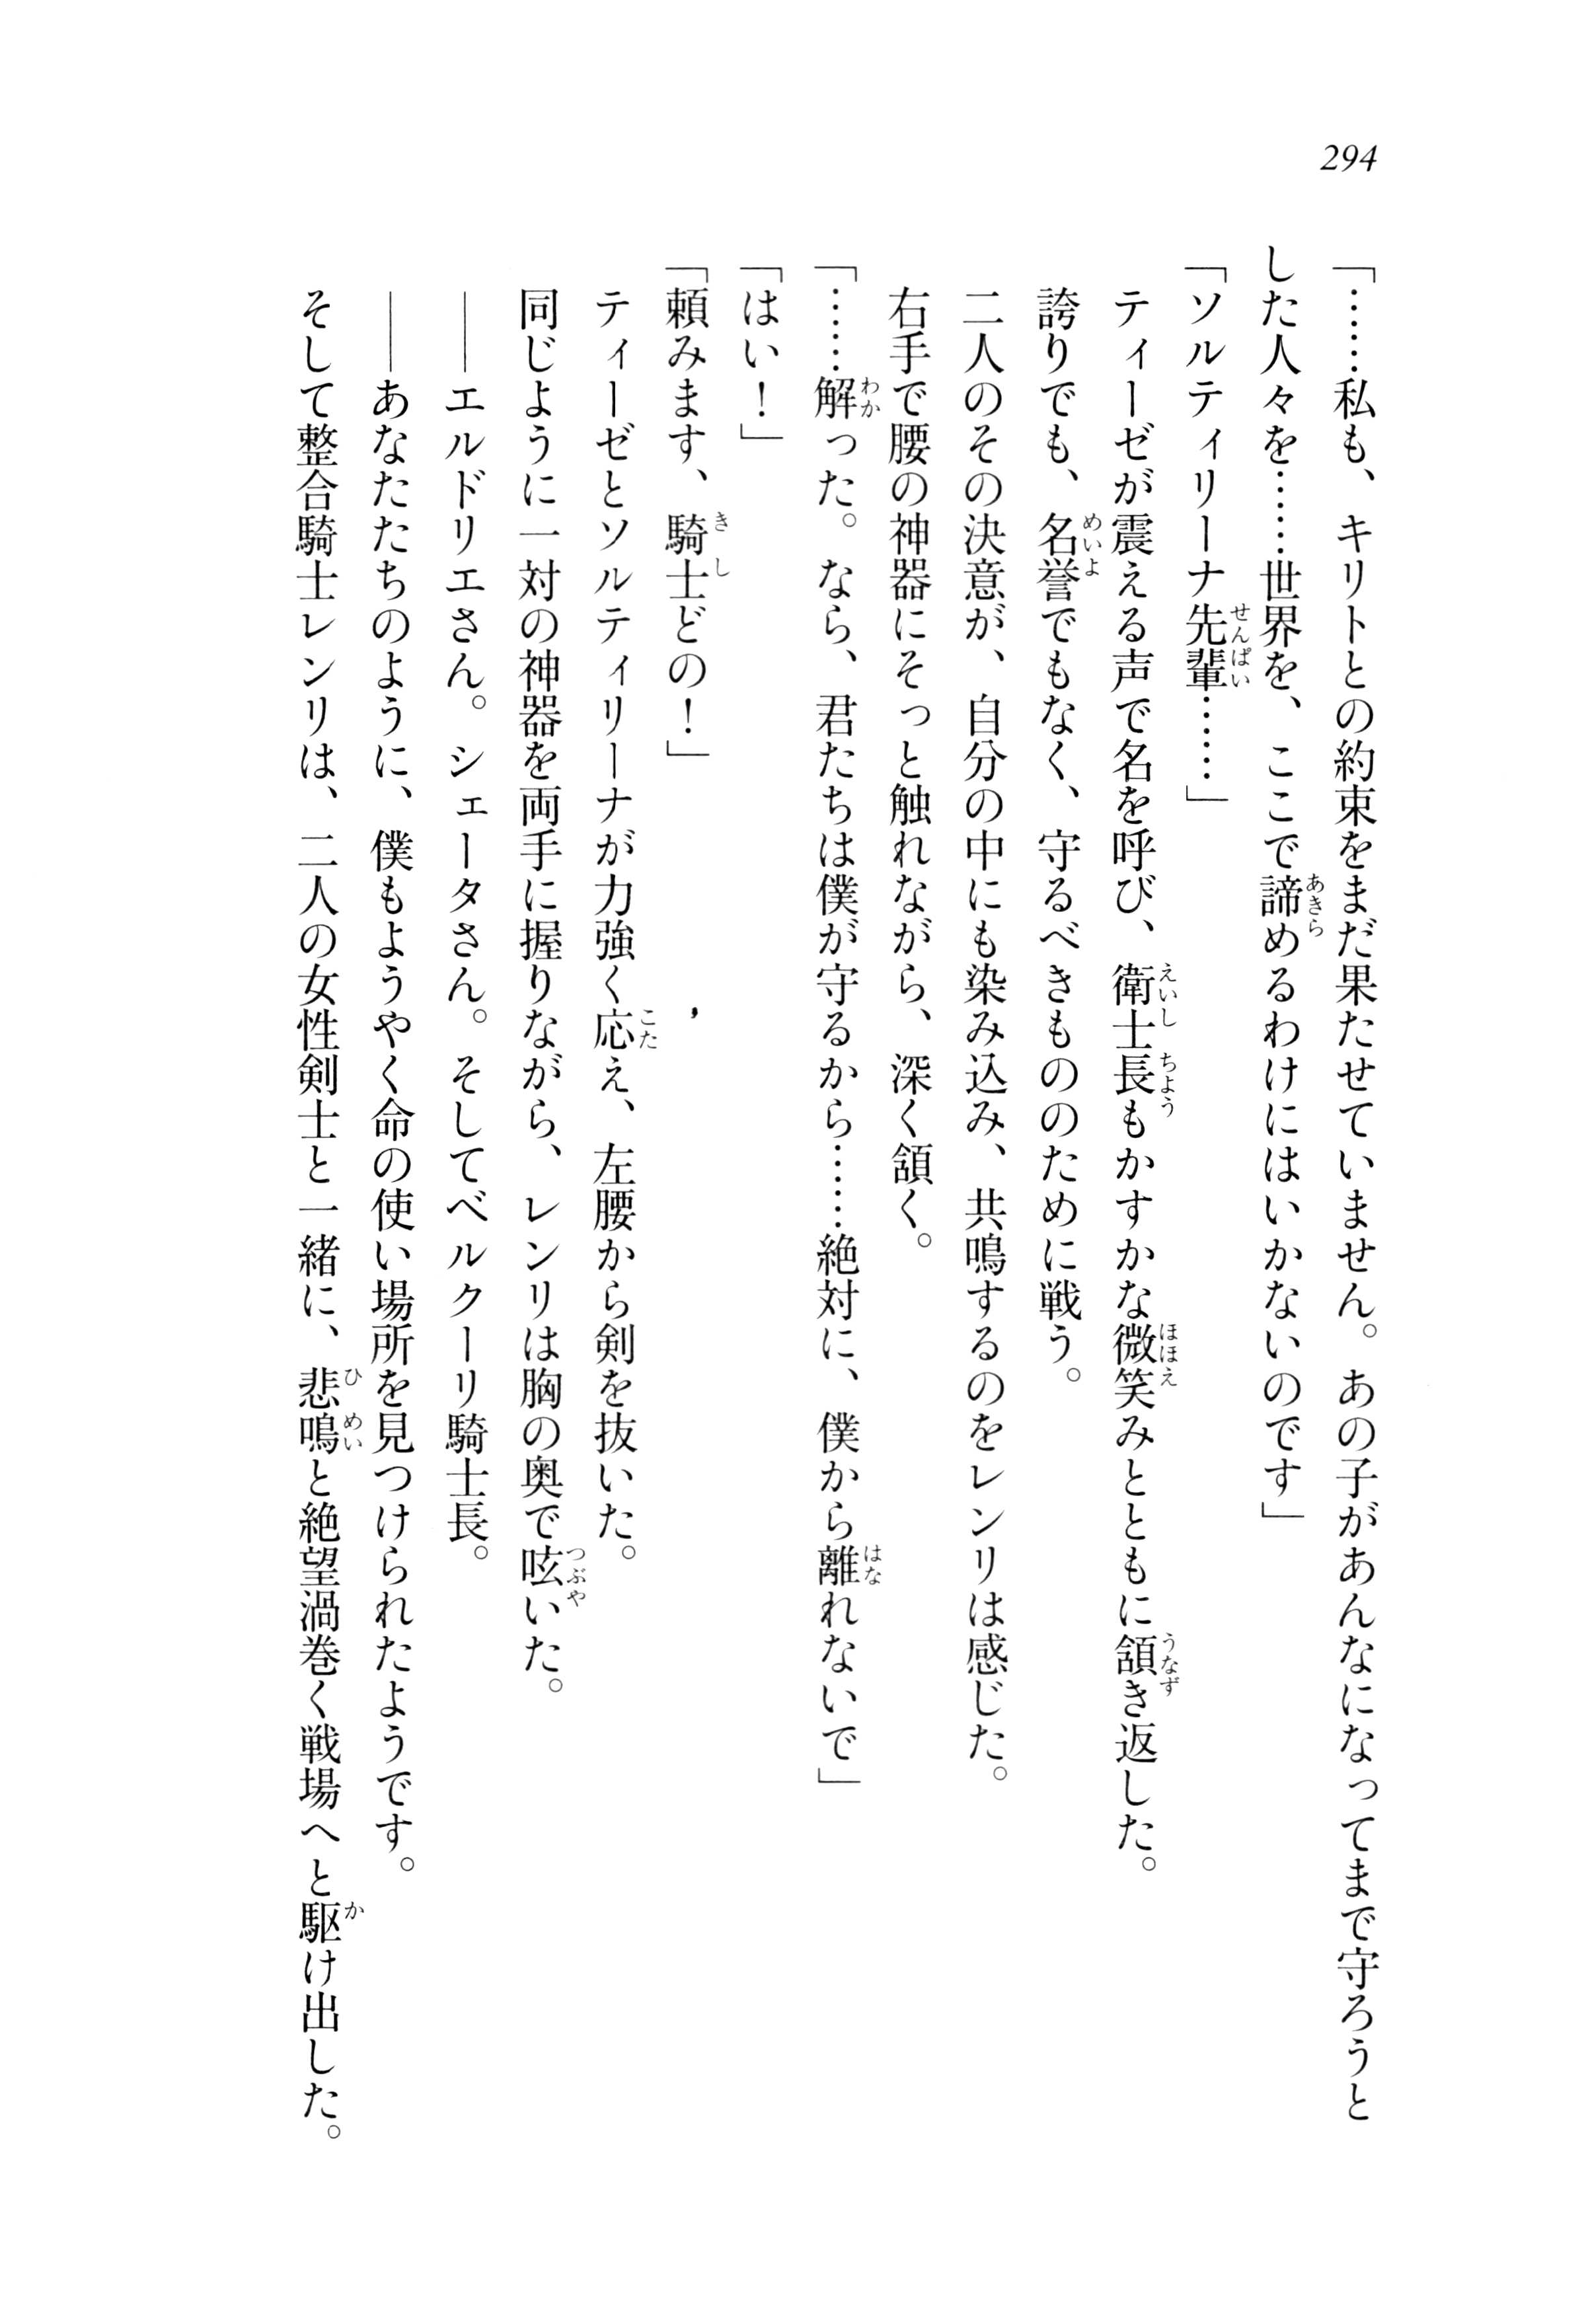 294
「……私も、キリトとの約束をまだ果たせていません。あの子があんなになってまで守ろうと
した人々を……世界を、ここで諦めるわけにはいかないのです」
「ソルティリーナ先輩……」
ティーゼが震える声で名を呼び、衛士長もかすかな微笑みとともに頷き返した。
誇りでも、名誉でもなく、守るべきもののために戦う。
二人のその決意が、自分の中にも染み込み、共鳴するのをレンリは感じた。
右手で腰の神器にそっと触れながら、深く頷く。
「……解った。なら、君たちは僕が守るから……絶対に、僕から離れないで」
「はい！」
「頼みます、騎士どの！」
ティーゼとソルティリーナが力強く応え、左腰から剣を抜いた。
同じように一対の神器を両手に握りながら、レンリは胸の奥で呟いた。
――エルドリエさん。シェータさん。そしてベルクーリ騎士長。
――あなたたちのように、僕もようやく命の使い場所を見つけられたようです。
そして整合騎士レンリは、二人の女性剣士と一緒に、悲鳴と絶望渦巻く戦場へと駆け出した。